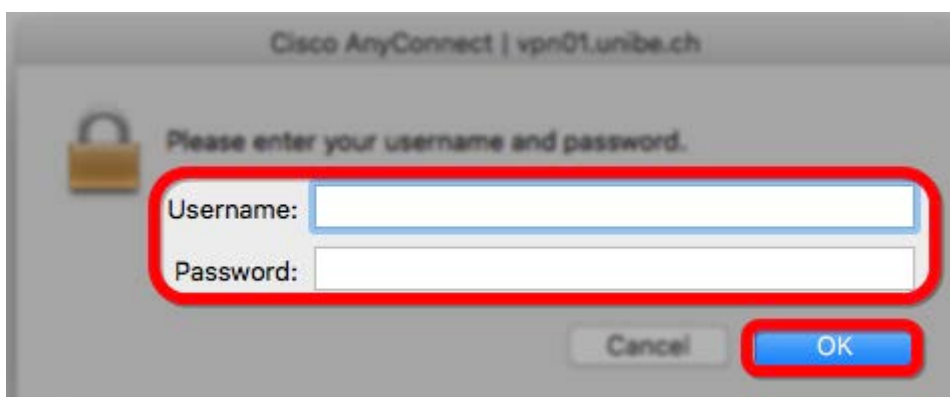 Cisco AnyConnect | vpn01.unibe.ch
Please enter your username and password.
Username:
Password:
Cancel OK